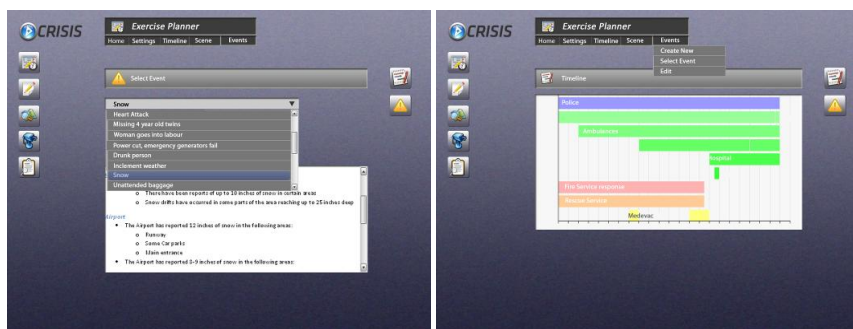 CRISIS
Exercise Planner
Home Settings Timeline Scene Events
Select Event
Snow
Heart Attack
Missing 4 year old twins
Woman goes into labour
Power cut, emergency generators fail
Drunk person
Inclement weather
Snow
Unattended baggage
There have been reports of up to 18 inches of snow in certain areas
Snow drifts have occurred in some parts of the area reaching up to 25 inches deep
Airport
The Airport has reported 12 inches of snow in the following areas:
Runway
Some Car parks
Main entrance
The Airport has reported 8-9 inches of snow in the following areas:
CRISIS
Exercise Planner
Home Settings Timeline Scene Events
Create New
Select Event
Edit
Timeline
Police
Ambulances
Hospital
Fire Service response
Rescue Service
Medevac